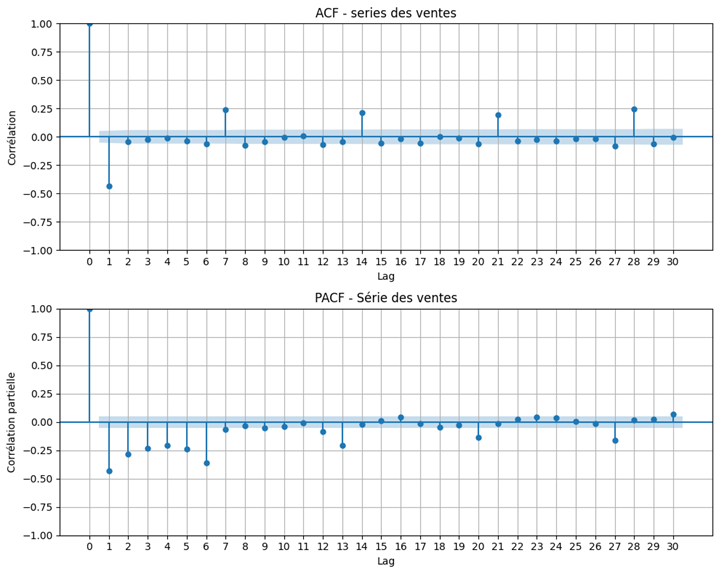 ACF - series des ventes
1.00
0.75
0.50
0.25
0.00
−0.25
−0.50
−0.75
−1.00
Corrélation
0 1 2 3 4 5 6 7 8 9 10 11 12 13 14 15 16 17 18 19 20 21 22 23 24 25 26 27 28 29 30
Lag
PACF - Série des ventes
1.00
0.75
0.50
0.25
0.00
−0.25
−0.50
−0.75
−1.00
Corrélation partielle
0 1 2 3 4 5 6 7 8 9 10 11 12 13 14 15 16 17 18 19 20 21 22 23 24 25 26 27 28 29 30
Lag